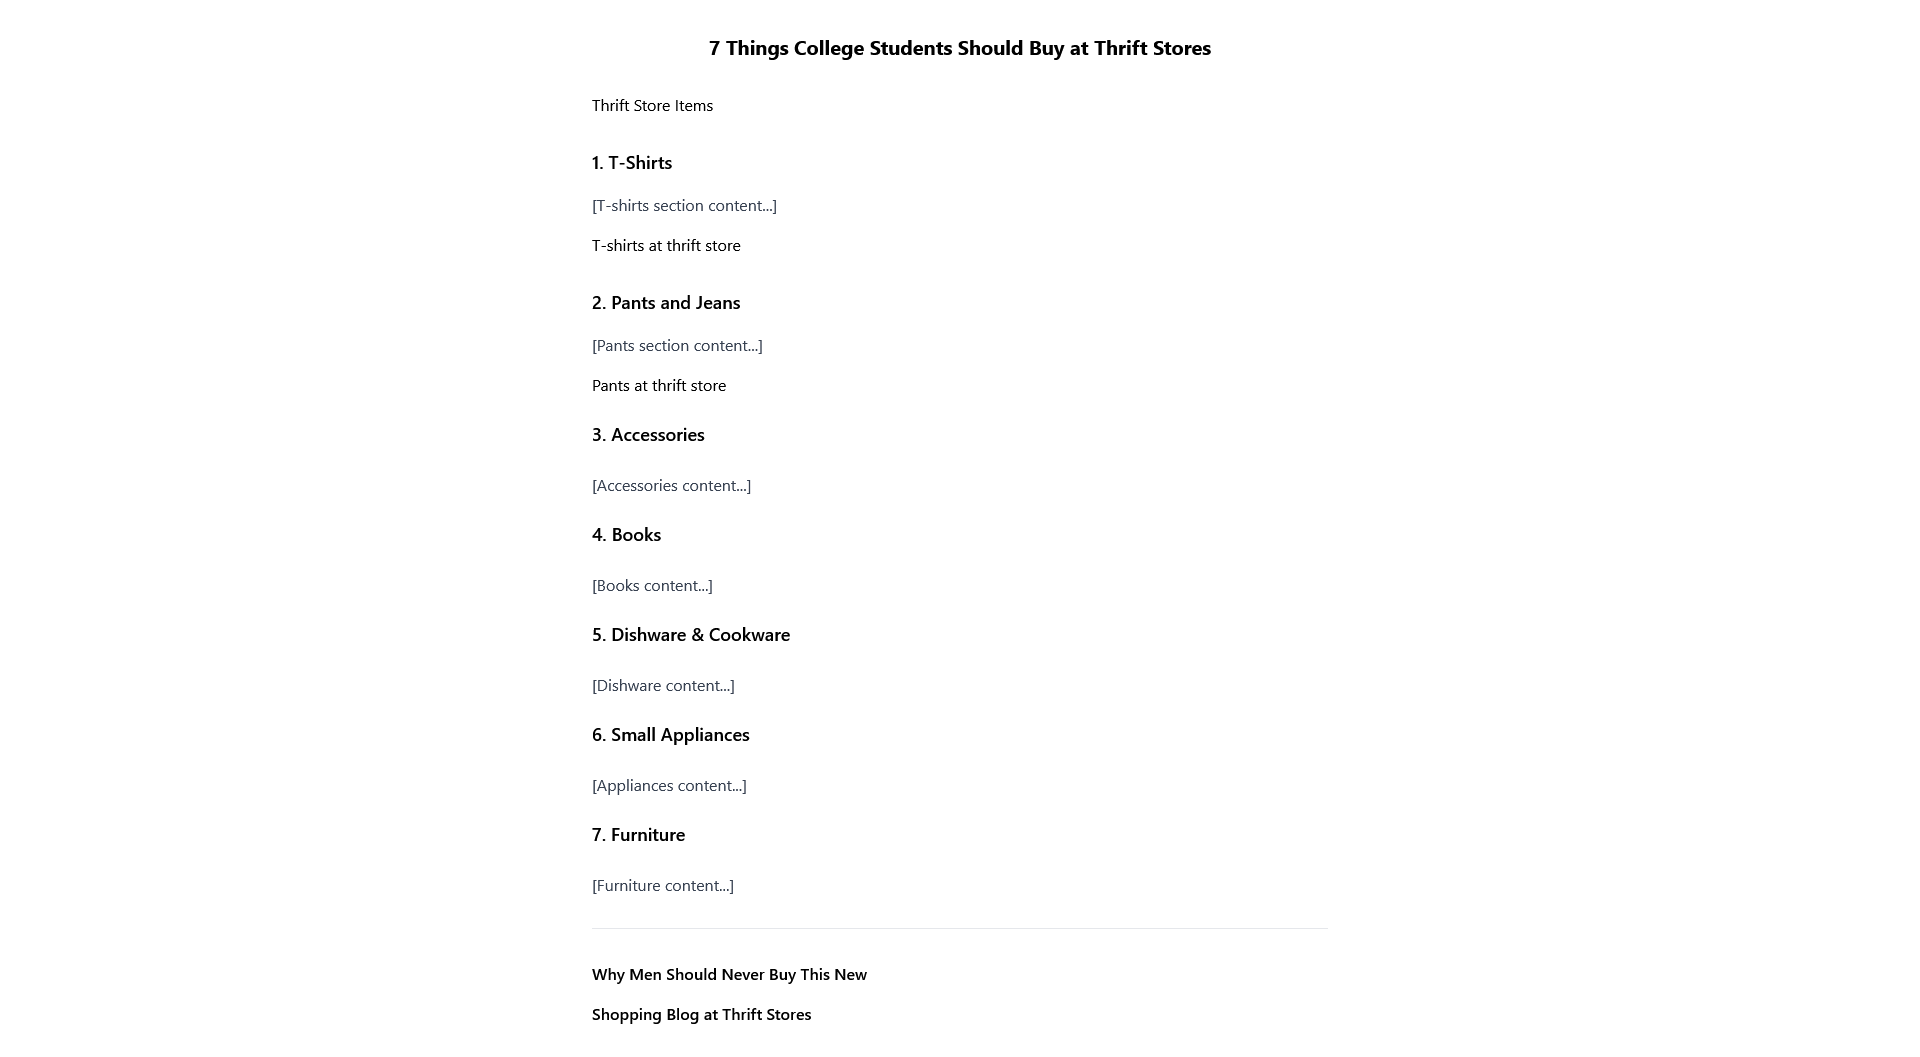 7 Things College Students Should Buy at Thrift Stores
Thrift Store Items
1. T-Shirts
[T-shirts section content...]
T-shirts at thrift store
2. Pants and Jeans
[Pants section content...]
Pants at thrift store
3. Accessories
[Accessories content...]
4. Books
[Books content...]
5. Dishware & Cookware
[Dishware content...]
6. Small Appliances
[Appliances content...]
7. Furniture
[Furniture content...]
Why Men Should Never Buy This New
Shopping Blog at Thrift Stores